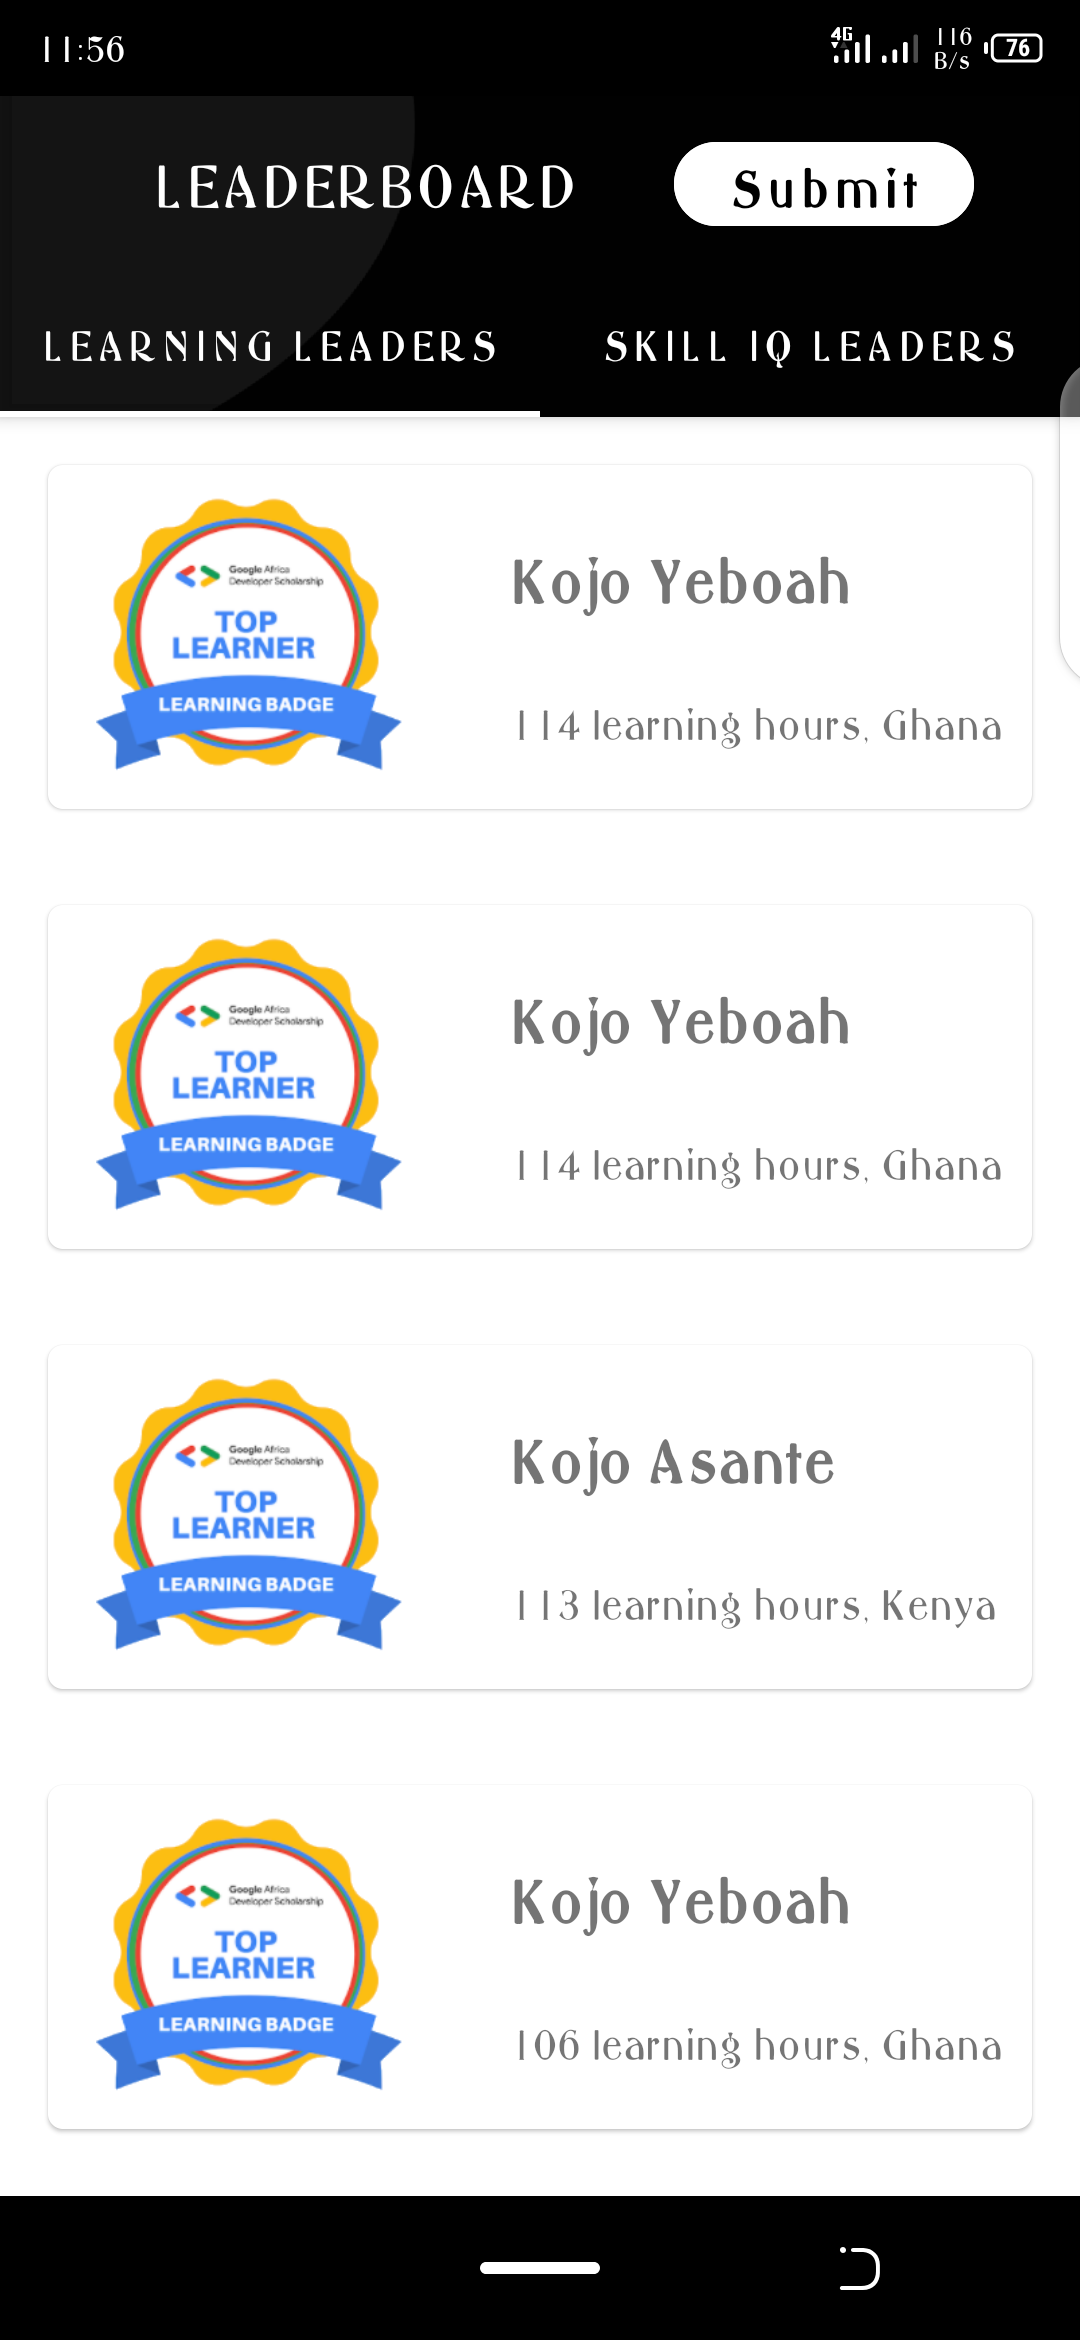 11:56
4G
116
B/s
76
LEADERBOARD
Submit
LEARNING LEADERS
SKILL IQ LEADERS
Google Africa
Developer Scholarship
TOP
LEARNER
LEARNING BADGE
Kojo Yeboah
114 learning hours, Ghana
Google Africa
Developer Scholarship
TOP
LEARNER
LEARNING BADGE
Kojo Yeboah
114 learning hours, Ghana
Google Africa
Developer Scholarship
TOP
LEARNER
LEARNING BADGE
Kojo Asante
113 learning hours, Kenya
Google Africa
Developer Scholarship
TOP
LEARNER
LEARNING BADGE
Kojo Yeboah
106 learning hours, Ghana